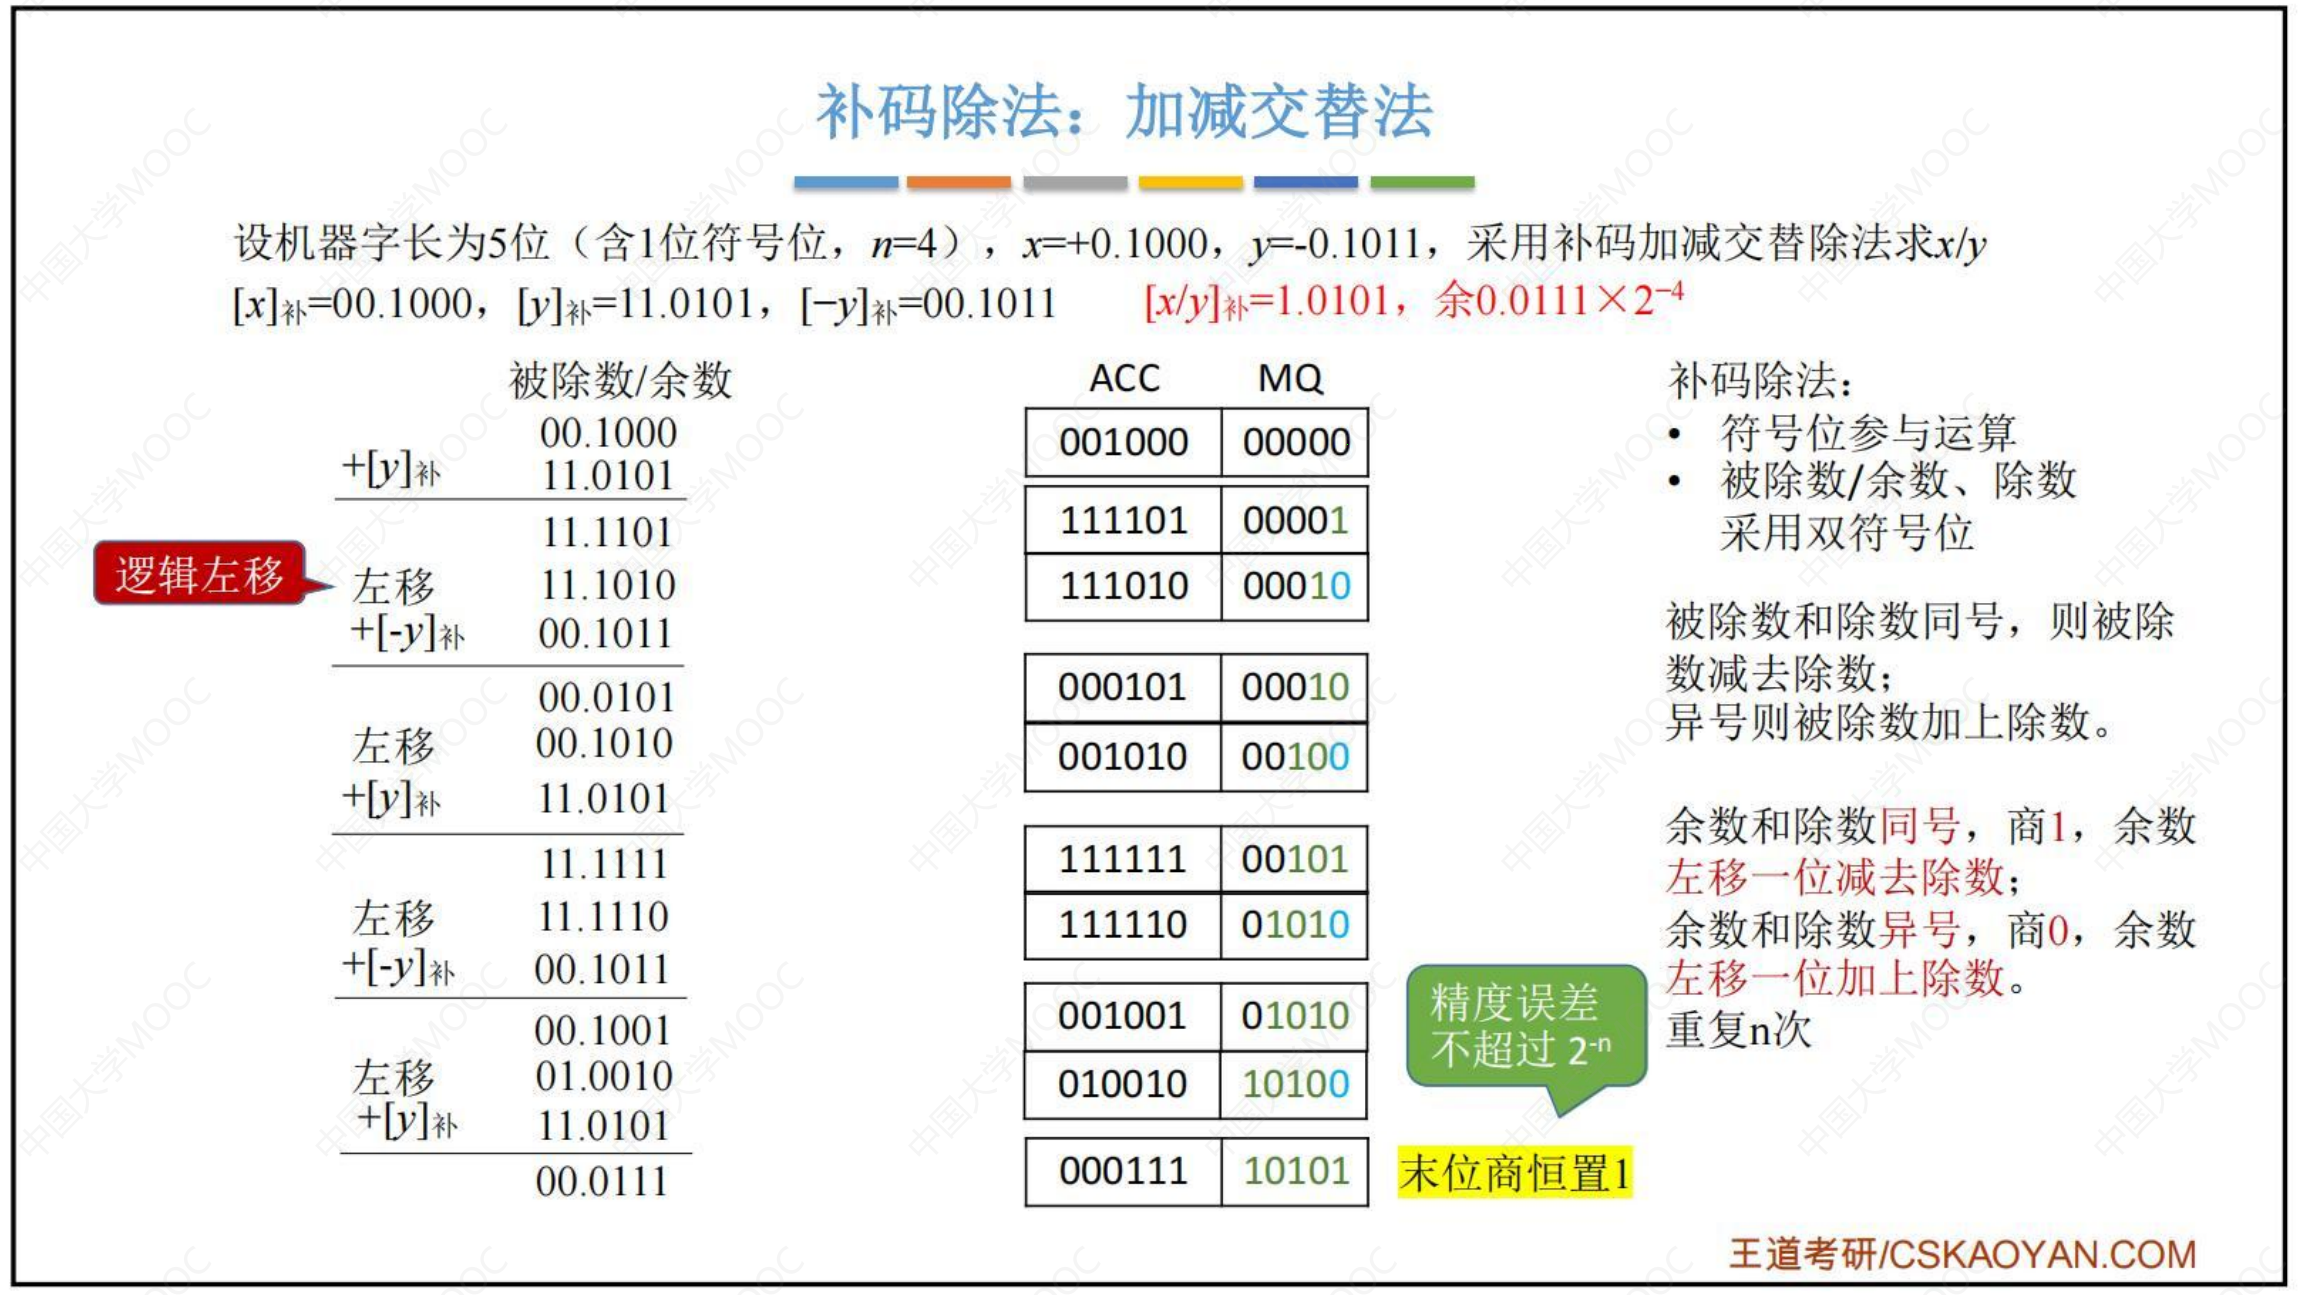 补码除法：加减交替法
设机器字长为5位（含1位符号位，n=4），x=+0.1000，y=-0.1011，采用补码加减交替除法求x/y
[x]补=00.1000，[y]补=11.0101，[−y]补=00.1011 [x/y]补=1.0101，余0.0111×2⁻⁴
被除数/余数
00.1000
+[y]补 11.0101
11.1101
逻辑左移
左移 11.1010
+[-y]补 00.1011
00.0101
左移 00.1010
+[y]补 11.0101
11.1111
左移 11.1110
+[-y]补 00.1011
00.1001
左移 01.0010
+[y]补 11.0101
00.0111
ACC MQ
001000 00000
111101 00001
111010 00010
000101 00010
001010 00100
111111 00101
111110 01010
001001 01010
010010 10100
000111 10101
精度误差
不超过 2⁻ⁿ
末位商恒置1
补码除法：
• 符号位参与运算
• 被除数/余数、除数
采用双符号位
被除数和除数同号，则被除
数减去除数；
异号则被除数加上除数。
余数和除数同号，商1，余数
左移一位减去除数；
余数和除数异号，商0，余数
左移一位加上除数。
重复n次
王道考研/CSKAOYAN.COM
中国大学MOOC